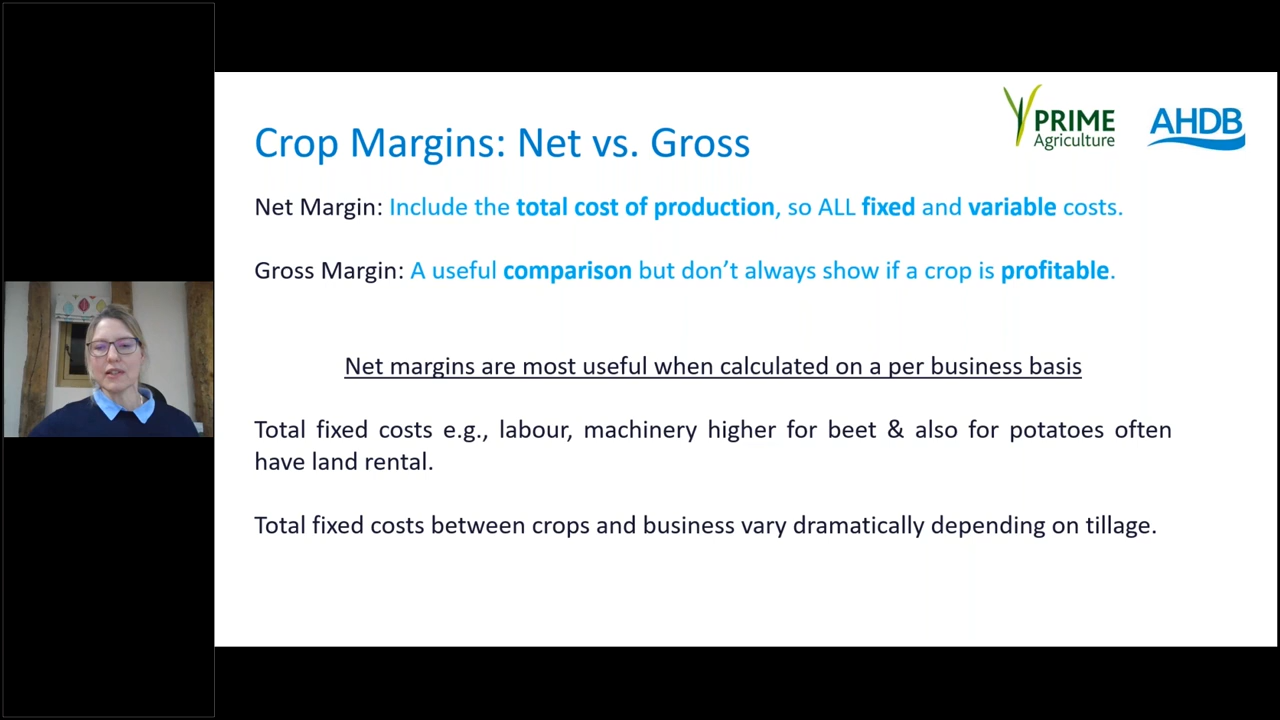 PRIME
Agriculture
AHDB
Crop Margins: Net vs. Gross
Net Margin: Include the total cost of production, so ALL fixed and variable costs.
Gross Margin: A useful comparison but don’t always show if a crop is profitable.
Net margins are most useful when calculated on a per business basis
Total fixed costs e.g., labour, machinery higher for beet & also for potatoes often
have land rental.
Total fixed costs between crops and business vary dramatically depending on tillage.